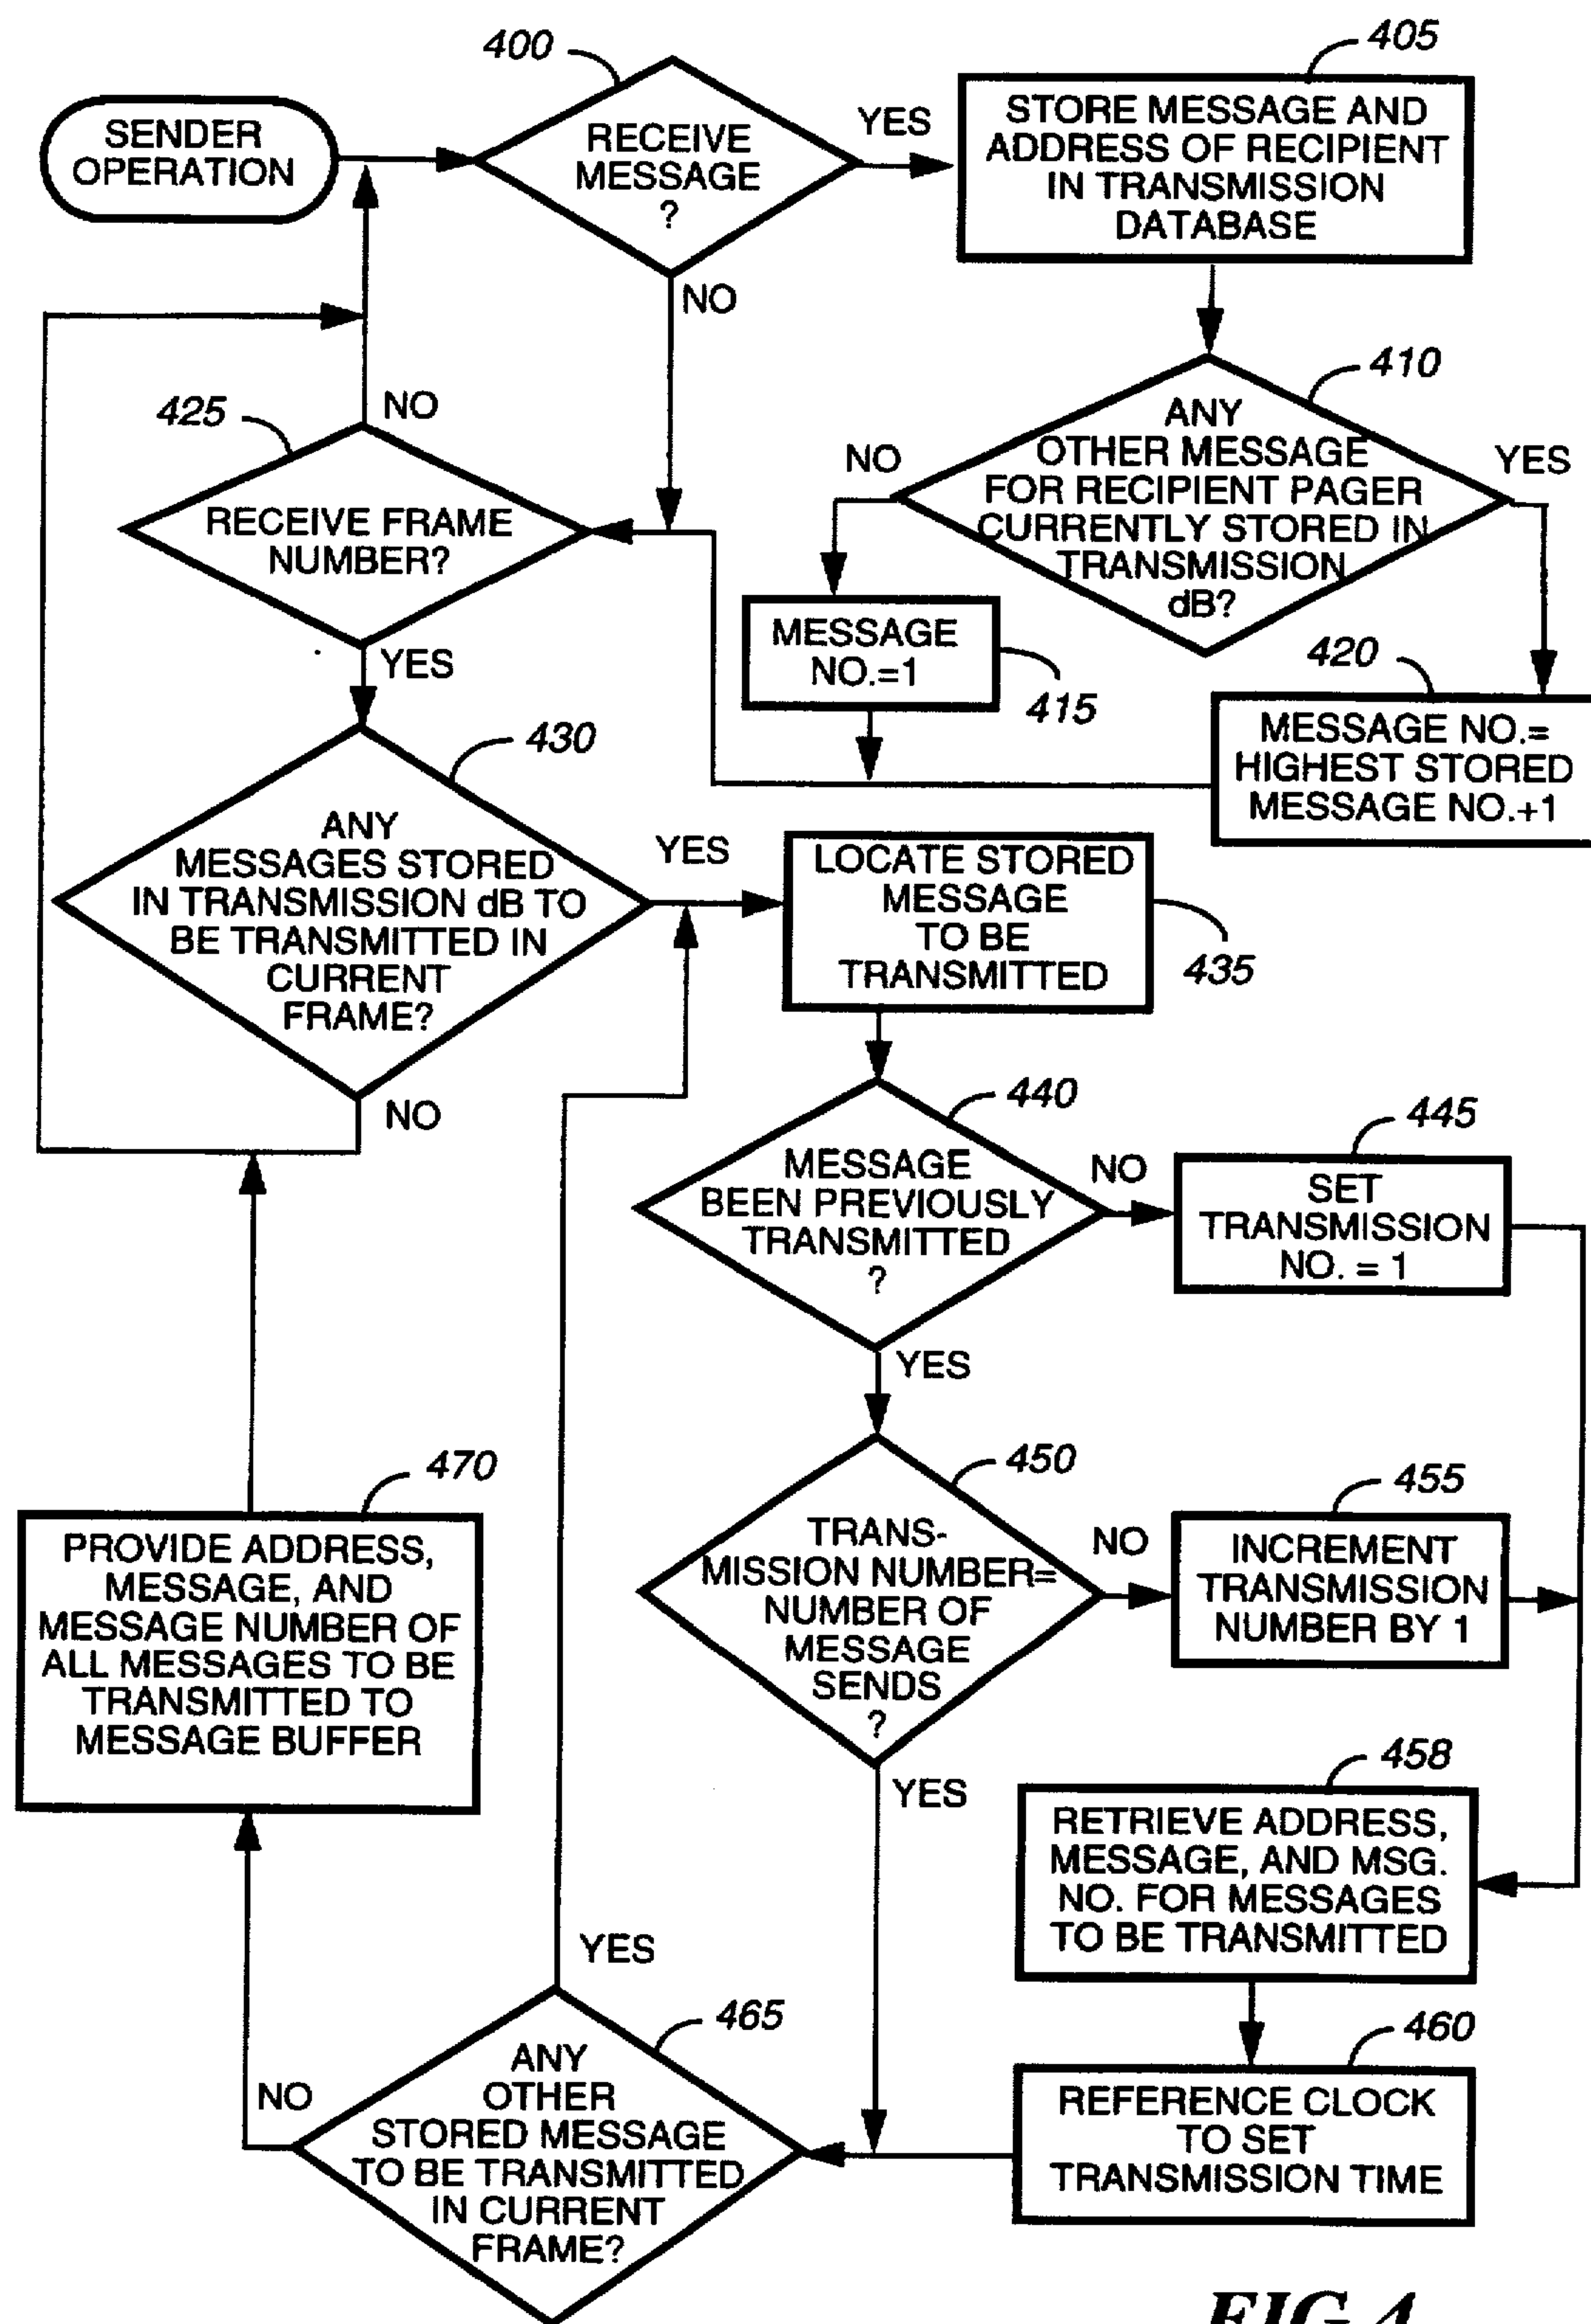 400
405
SENDER
OPERATION
RECEIVE
MESSAGE
?
YES
NO
STORE MESSAGE AND
ADDRESS OF RECIPIENT
IN TRANSMISSION
DATABASE
410
ANY
OTHER MESSAGE
FOR RECIPIENT PAGER
CURRENTLY STORED IN
TRANSMISSION
dB?
NO
YES
425
NO
RECEIVE FRAME
NUMBER?
YES
MESSAGE
NO.=1
415
420
MESSAGE NO.=
HIGHEST STORED
MESSAGE NO.+1
430
ANY
MESSAGES STORED
IN TRANSMISSION dB TO
BE TRANSMITTED IN
CURRENT
FRAME?
YES
NO
LOCATE STORED
MESSAGE
TO BE
TRANSMITTED
435
440
MESSAGE
BEEN PREVIOUSLY
TRANSMITTED
?
NO
YES
445
SET
TRANSMISSION
NO. = 1
450
TRANS-
MISSION NUMBER=
NUMBER OF
MESSAGE
SENDS
?
NO
YES
455
INCREMENT
TRANSMISSION
NUMBER BY 1
470
PROVIDE ADDRESS,
MESSAGE, AND
MESSAGE NUMBER OF
ALL MESSAGES TO BE
TRANSMITTED TO
MESSAGE BUFFER
458
RETRIEVE ADDRESS,
MESSAGE, AND MSG.
NO. FOR MESSAGES
TO BE TRANSMITTED
460
REFERENCE CLOCK
TO SET
TRANSMISSION TIME
YES
465
NO
ANY
OTHER
STORED MESSAGE
TO BE TRANSMITTED
IN CURRENT
FRAME?
FIG.4